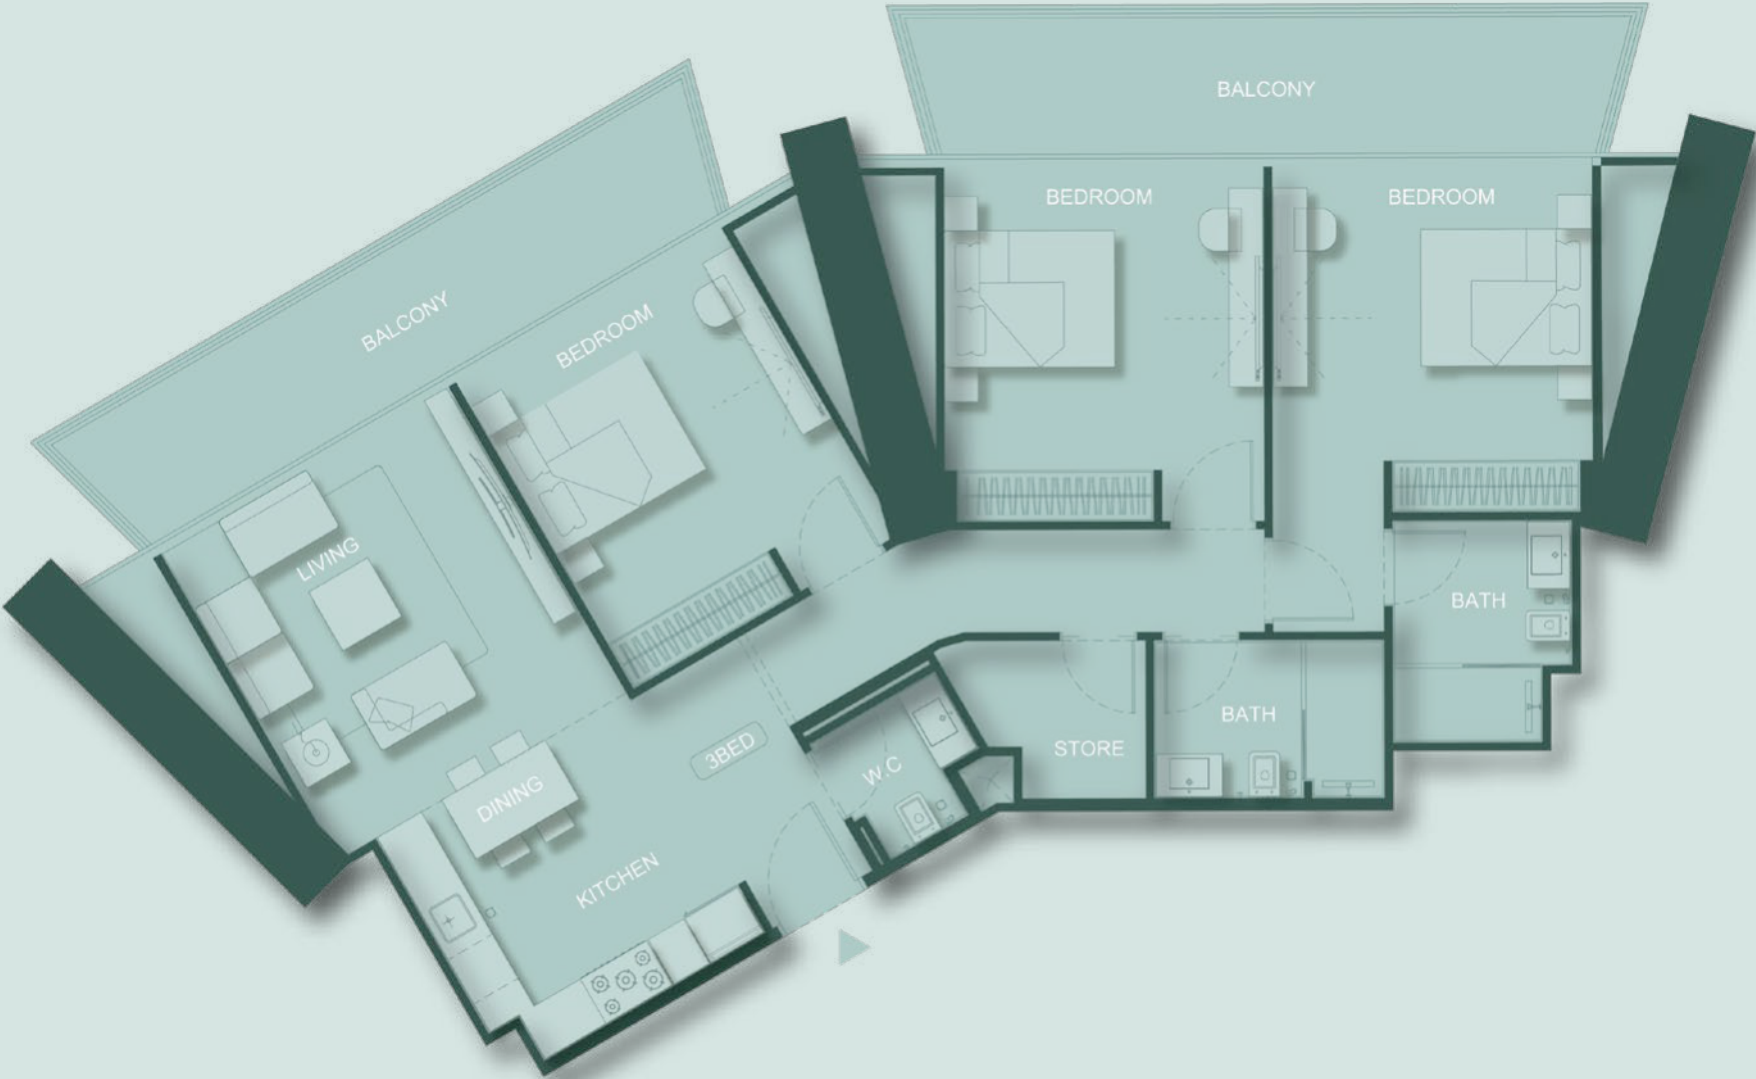 BALCONY
BEDROOM
BEDROOM
BALCONY
BEDROOM
LIVING
BATH
BATH
STORE
3BED
W.C
DINING
KITCHEN